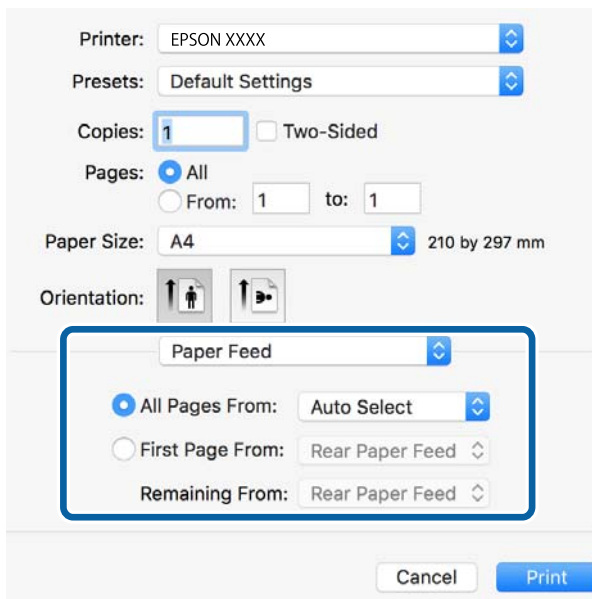 Printer: EPSON XXXX
Presets: Default Settings
Copies: 1 Two-Sided
Pages: All
From: 1 to: 1
Paper Size: A4 210 by 297 mm
Orientation:
Paper Feed
All Pages From: Auto Select
First Page From: Rear Paper Feed
Remaining From: Rear Paper Feed
Cancel Print